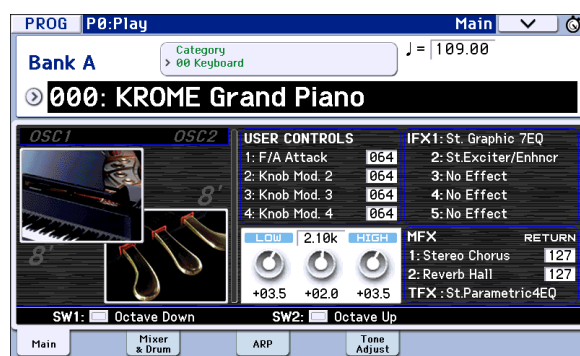 PROG P0:Play Main
Bank A
Category
> 00 Keyboard
♩= 109.00
000: KROME Grand Piano
OSC1 OSC2
8'
8'
USER CONTROLS
1: F/A Attack 064
2: Knob Mod. 2 064
3: Knob Mod. 3 064
4: Knob Mod. 4 064
IFX1: St. Graphic 7EQ
2: St.Exciter/Enhncr
3: No Effect
4: No Effect
5: No Effect
LOW 2.10k HIGH
+03.5 +02.0 +03.5
MFX RETURN
1: Stereo Chorus 127
2: Reverb Hall 127
TFX :St.Parametric4EQ
SW1: Octave Down SW2: Octave Up
Main
Mixer
& Drum
ARP
Tone
Adjust